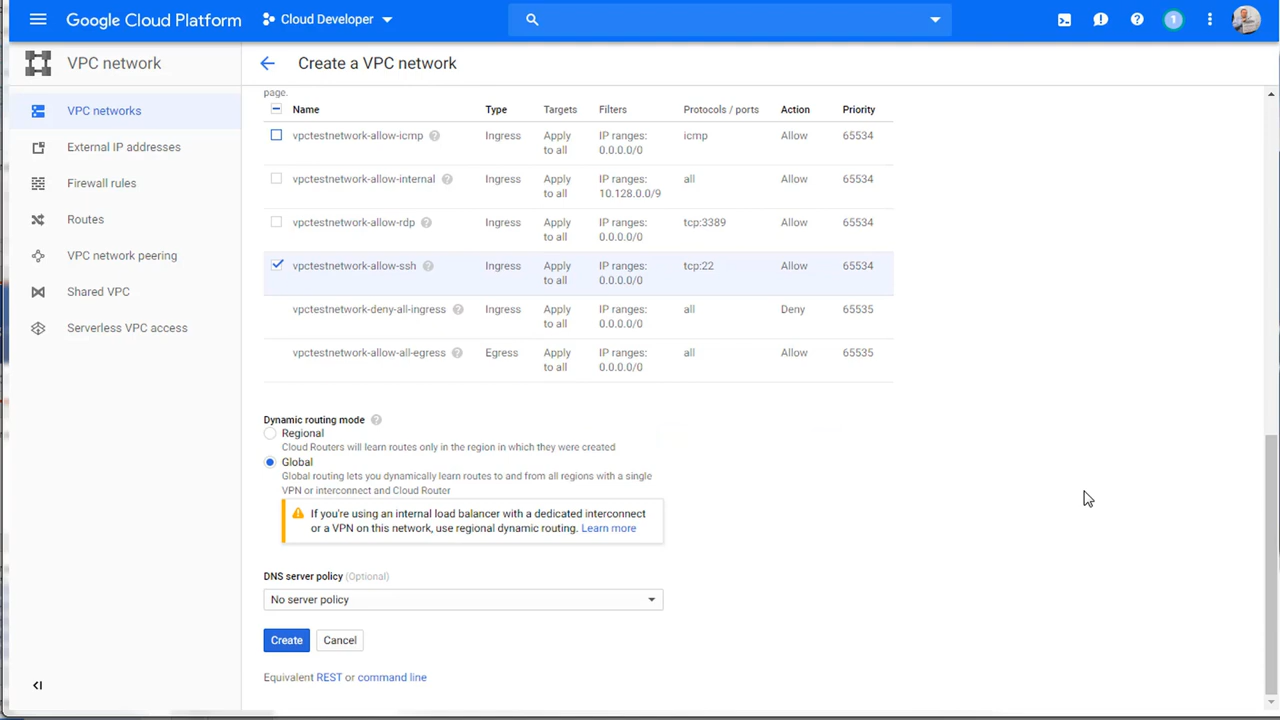 Google Cloud Platform
Cloud Developer
1
VPC network
Create a VPC network
VPC networks
External IP addresses
Firewall rules
Routes
VPC network peering
Shared VPC
Serverless VPC access
page.
Name Type Targets Filters Protocols / ports Action Priority
vpctestnetwork-allow-icmp Ingress Apply IP ranges: icmp Allow 65534
to all 0.0.0.0/0
vpctestnetwork-allow-internal Ingress Apply IP ranges: all Allow 65534
to all 10.128.0.0/9
vpctestnetwork-allow-rdp Ingress Apply IP ranges: tcp:3389 Allow 65534
to all 0.0.0.0/0
vpctestnetwork-allow-ssh Ingress Apply IP ranges: tcp:22 Allow 65534
to all 0.0.0.0/0
vpctestnetwork-deny-all-ingress Ingress Apply IP ranges: all Deny 65535
to all 0.0.0.0/0
vpctestnetwork-allow-all-egress Egress Apply IP ranges: all Allow 65535
to all 0.0.0.0/0
Dynamic routing mode
Regional
Cloud Routers will learn routes only in the region in which they were created
Global
Global routing lets you dynamically learn routes to and from all regions with a single
VPN or interconnect and Cloud Router
If you're using an internal load balancer with a dedicated interconnect
or a VPN on this network, use regional dynamic routing. Learn more
DNS server policy (Optional)
No server policy
Create Cancel
Equivalent REST or command line